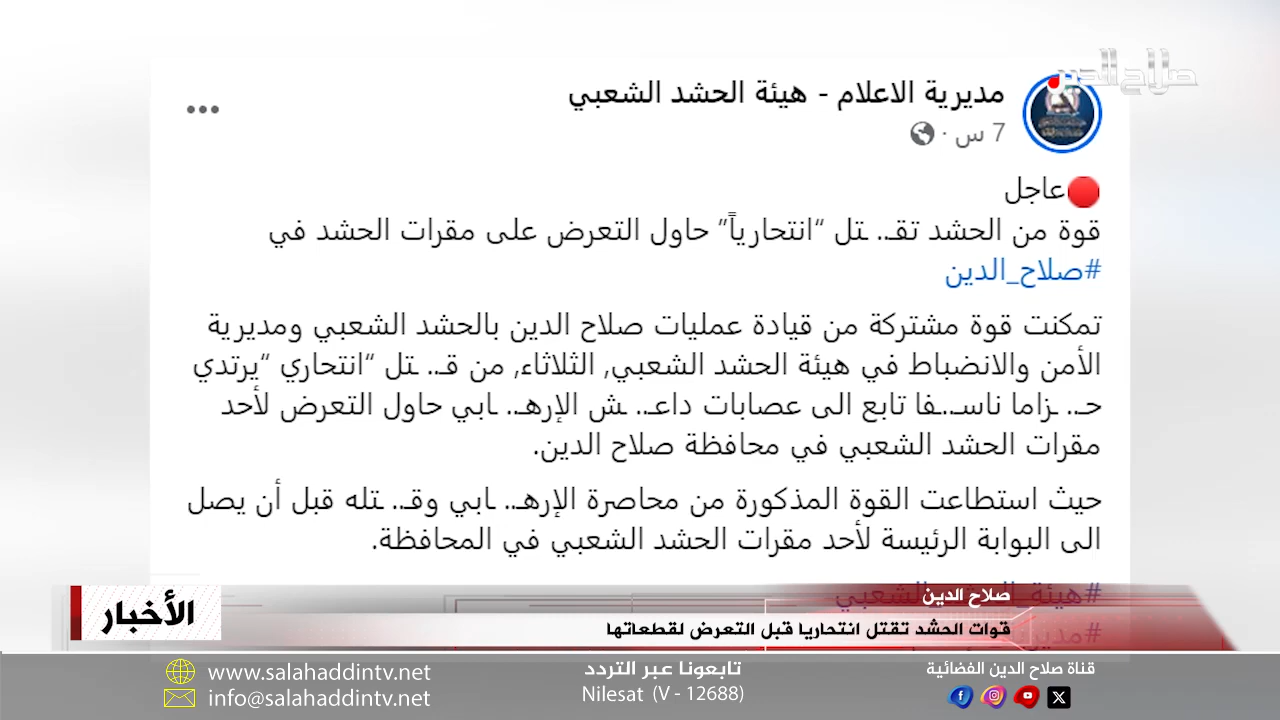 صلاح الدين
مديرية الاعلام - هيئة الحشد الشعبي
7 س ·
عاجل
قوة من الحشد تقـ.. ـتل “انتحارياً” حاول التعرض على مقرات الحشد في
#صلاح_الدين
تمكنت قوة مشتركة من قيادة عمليات صلاح الدين بالحشد الشعبي ومديرية
الأمن والانضباط في هيئة الحشد الشعبي, الثلاثاء, من قـ.. ـتل “انتحاري “يرتدي
حـ.. ـزاما ناسـ..ـفا تابع الى عصابات داعـ.. ـش الإرهـ.. ـابي حاول التعرض لأحد
مقرات الحشد الشعبي في محافظة صلاح الدين.
حيث استطاعت القوة المذكورة من محاصرة الإرهـ.. ـابي وقـ.. ـتله قبل أن يصل
الى البوابة الرئيسة لأحد مقرات الحشد الشعبي في المحافظة.
#هيئة_الحشد_الشعبي
صلاح الدين
الأخبار
قوات الحشد تقتل انتحاريا قبل التعرض لقطعاتها
قناة صلاح الدين الفضائية
تابعونا عبر التردد
Nilesat (V - 12688)
www.salahaddintv.net
info@salahaddintv.net